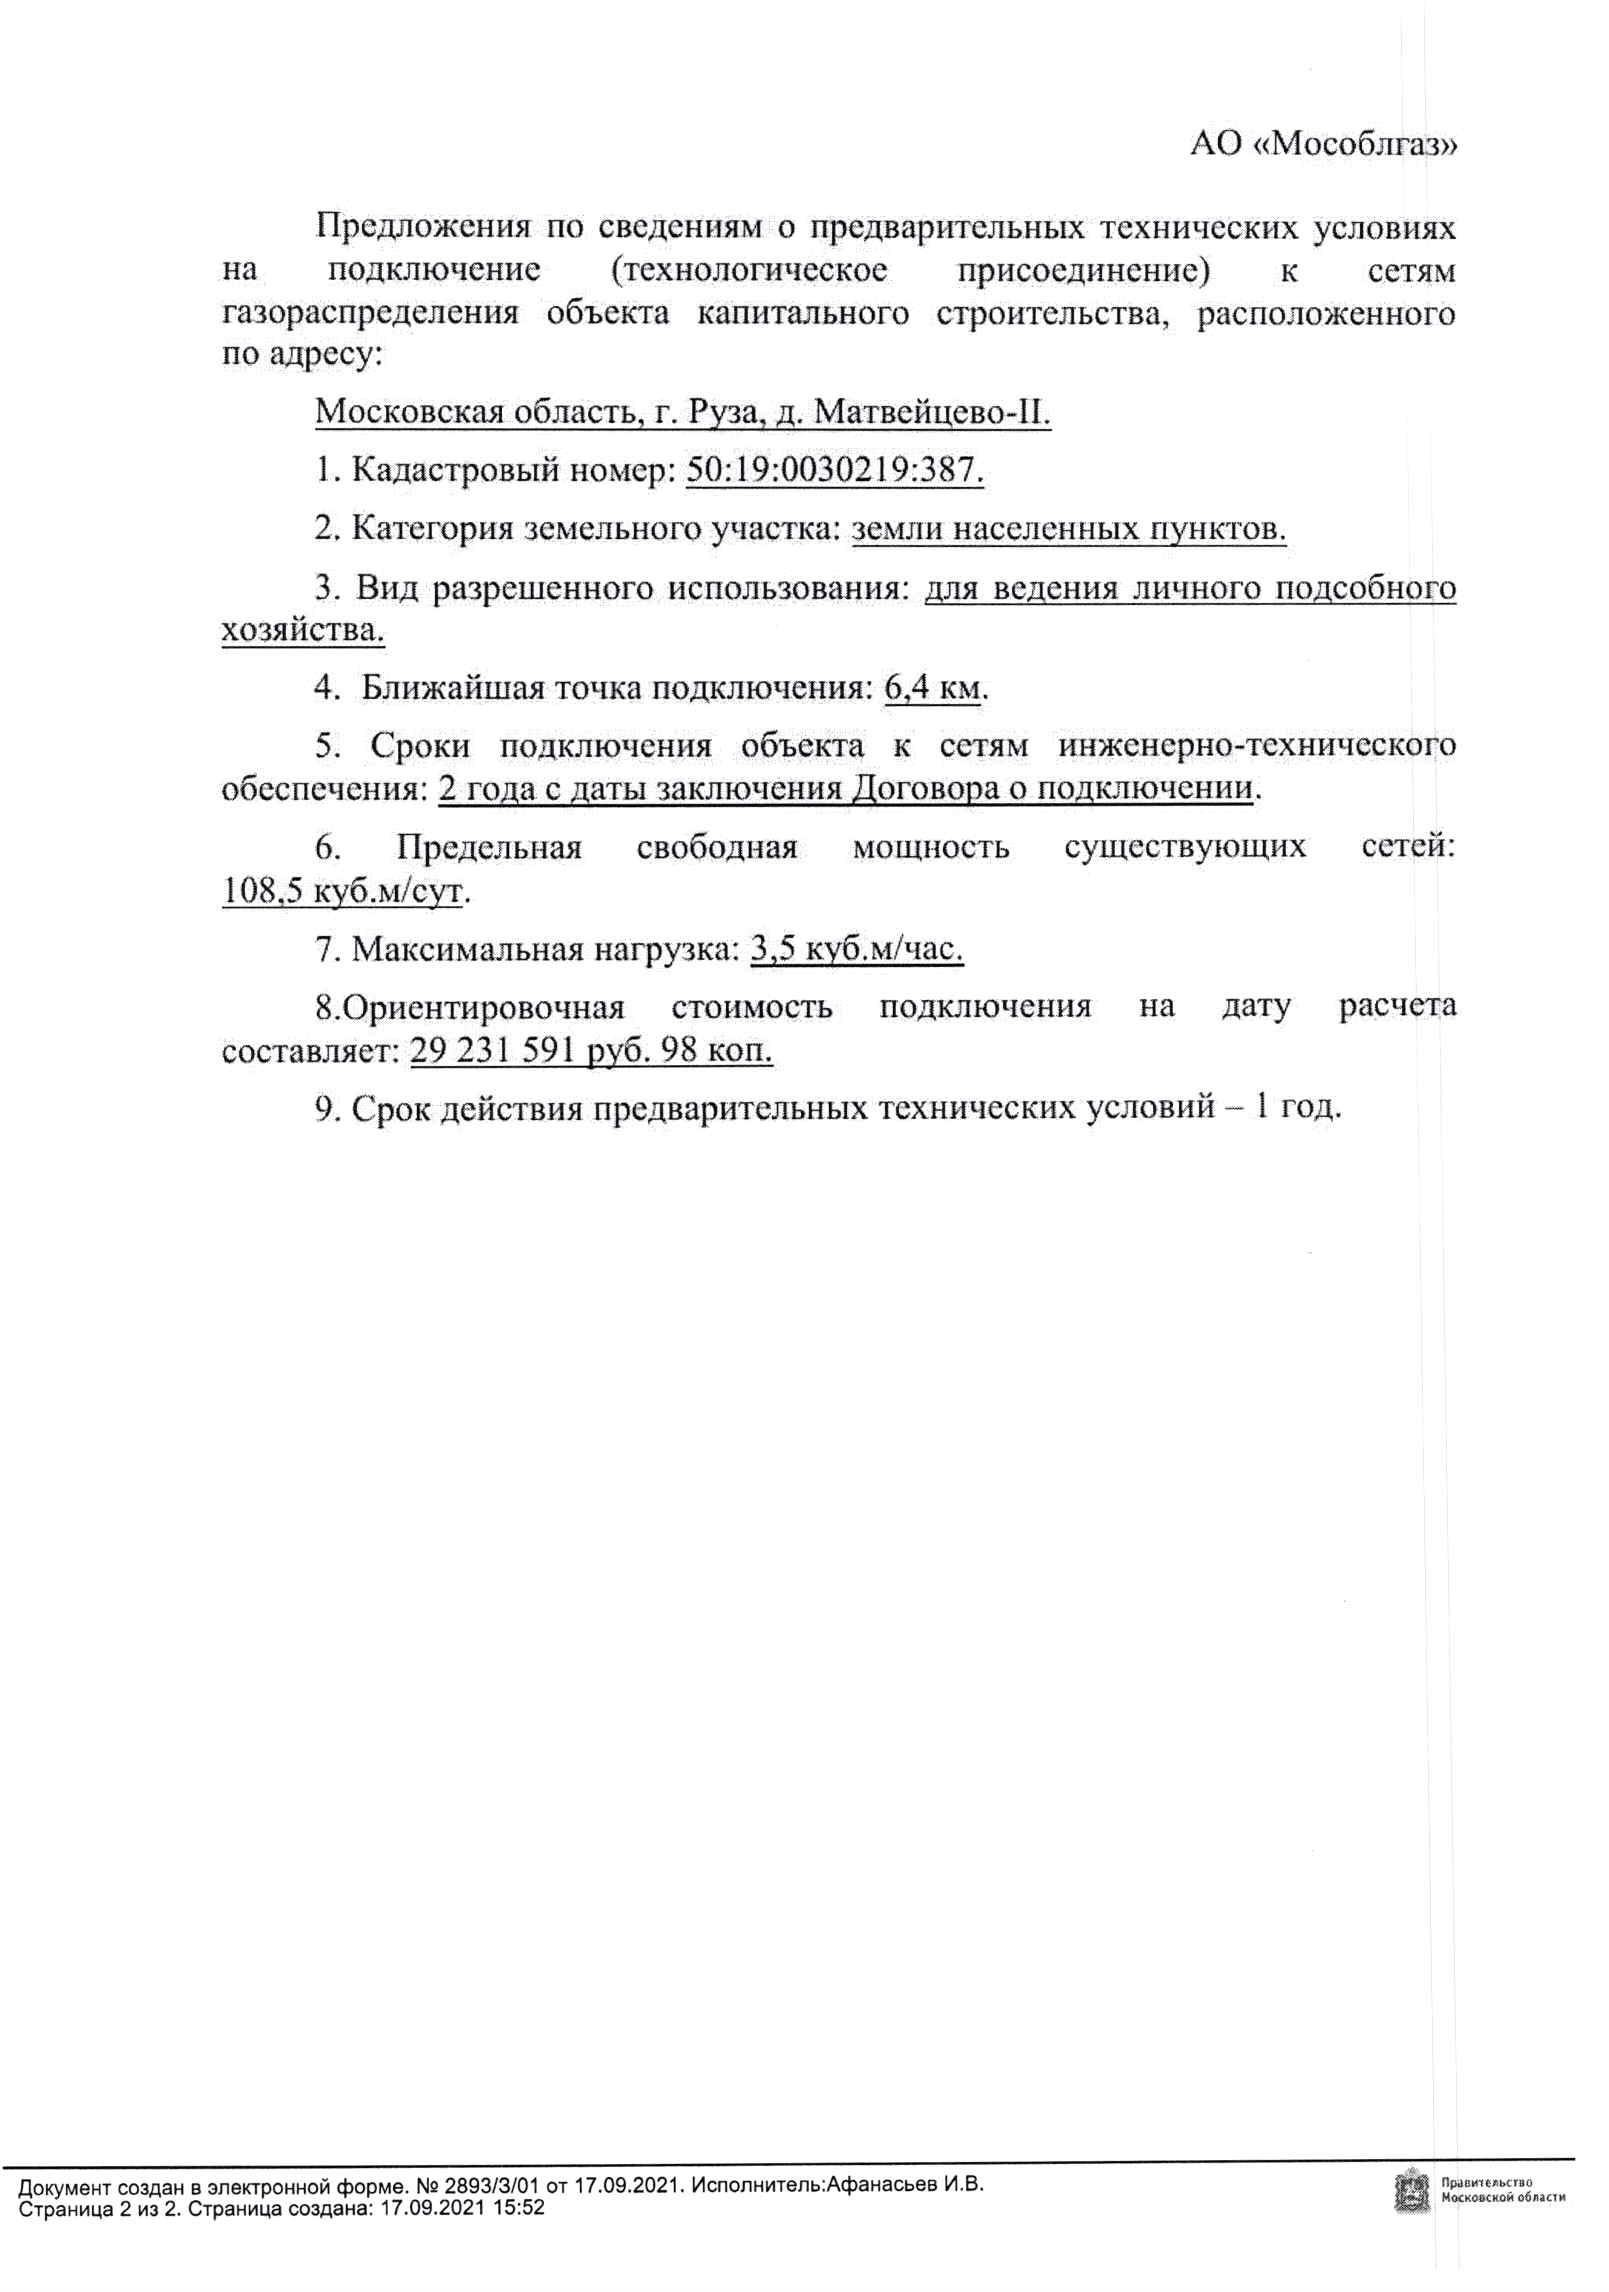 АО «Мособлгаз»
Предложения по сведениям о предварительных технических условиях
на подключение (технологическое присоединение) к сетям
газораспределения объекта капитального строительства, расположенного
по адресу:
Московская область, г. Руза, д. Матвейцево-II.
1. Кадастровый номер: 50:19:0030219:387.
2. Категория земельного участка: земли населенных пунктов.
3. Вид разрешенного использования: для ведения личного подсобного
хозяйства.
4. Ближайшая точка подключения: 6,4 км.
5. Сроки подключения объекта к сетям инженерно-технического
обеспечения: 2 года с даты заключения Договора о подключении.
6. Предельная свободная мощность существующих сетей:
108,5 куб.м/сут.
7. Максимальная нагрузка: 3,5 куб.м/час.
8.Ориентировочная стоимость подключения на дату расчета
составляет: 29 231 591 руб. 98 коп.
9. Срок действия предварительных технических условий – 1 год.
Документ создан в электронной форме. № 2893/3/01 от 17.09.2021. Исполнитель:Афанасьев И.В.
Страница 2 из 2. Страница создана: 17.09.2021 15:52
Правительство
Московской области